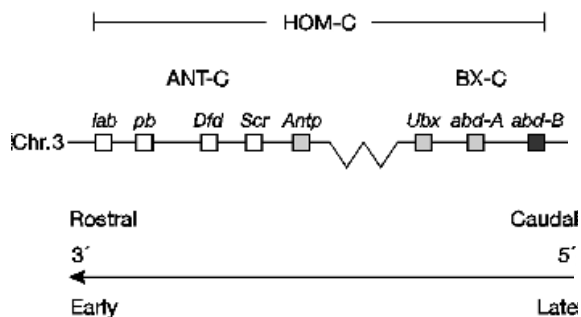 HOM-C
ANT-C BX-C
lab pb Dfd Scr Antp Ubx abd-A abd-B
Chr.3
Rostral Caudal
3´ 5´
Early Late